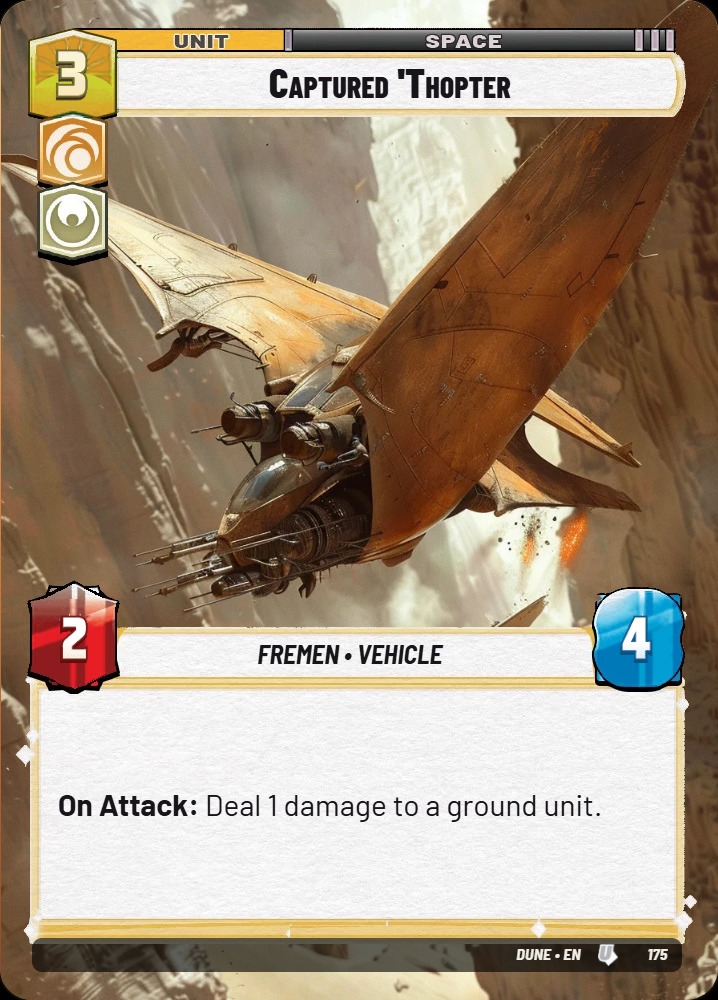 UNIT SPACE
3 Captured 'Thopter
2 FREMEN • VEHICLE 4
On Attack: Deal 1 damage to a ground unit.
DUNE • EN U 175